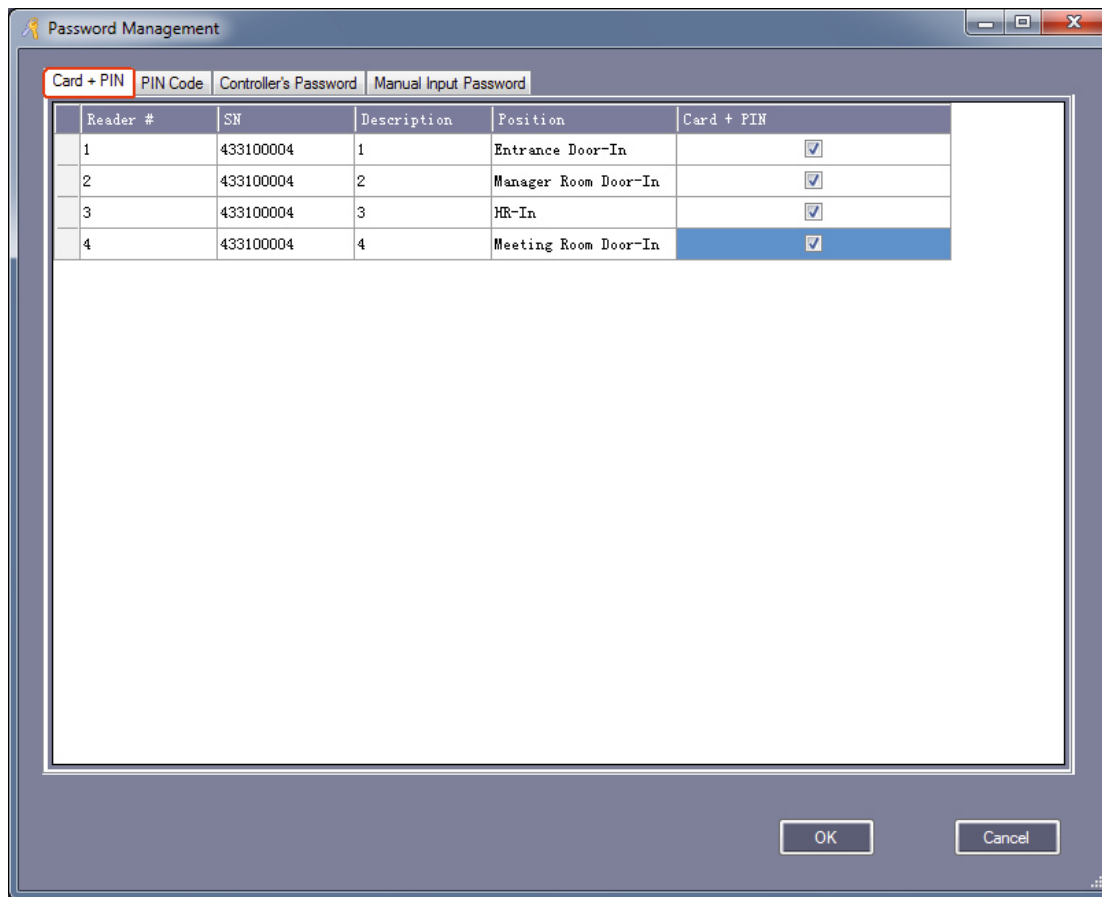 Password Management
Card + PIN PIN Code Controller's Password Manual Input Password
Reader # SN Description Position Card + PIN
1 433100004 1 Entrance Door-In
2 433100004 2 Manager Room Door-In
3 433100004 3 HR-In
4 433100004 4 Meeting Room Door-In
OK Cancel